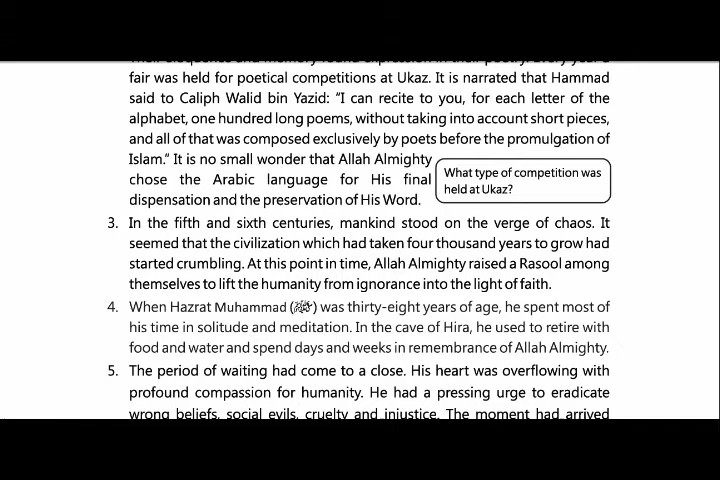 Their eloquence and memory found expression in their poetry. Every year a
fair was held for poetical competitions at Ukaz. It is narrated that Hammad
said to Caliph Walid bin Yazid: “I can recite to you, for each letter of the
alphabet, one hundred long poems, without taking into account short pieces,
and all of that was composed exclusively by poets before the promulgation of
Islam.” It is no small wonder that Allah Almighty
chose the Arabic language for His final
dispensation and the preservation of His Word.
What type of competition was
held at Ukaz?
3. In the fifth and sixth centuries, mankind stood on the verge of chaos. It
seemed that the civilization which had taken four thousand years to grow had
started crumbling. At this point in time, Allah Almighty raised a Rasool among
themselves to lift the humanity from ignorance into the light of faith.
4. When Hazrat Muhammad (ﷺ) was thirty-eight years of age, he spent most of
his time in solitude and meditation. In the cave of Hira, he used to retire with
food and water and spend days and weeks in remembrance of Allah Almighty.
5. The period of waiting had come to a close. His heart was overflowing with
profound compassion for humanity. He had a pressing urge to eradicate
wrong beliefs, social evils, cruelty and injustice. The moment had arrived